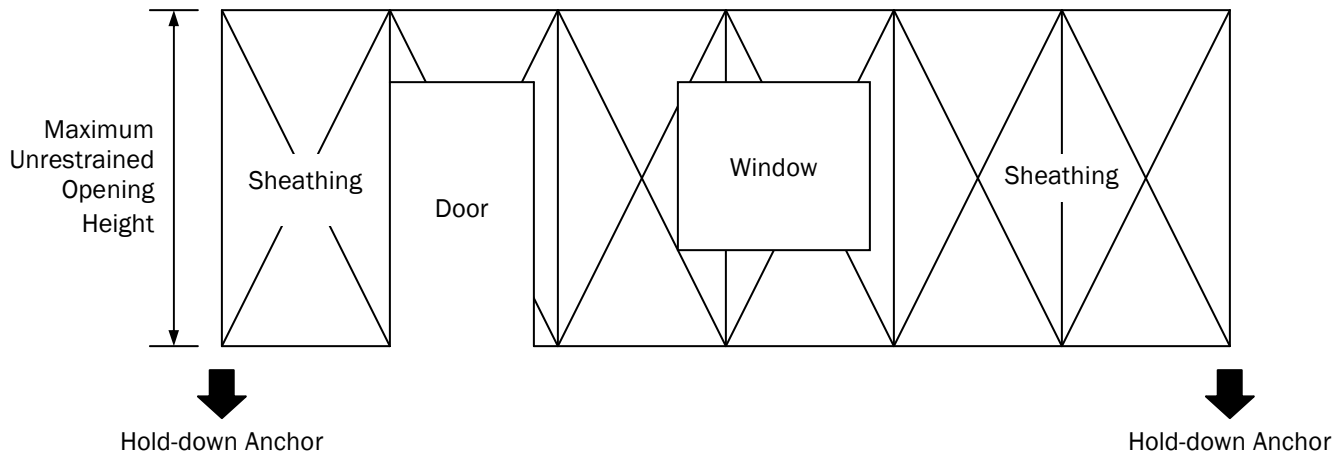 Maximum
Unrestrained
Opening
Height
Sheathing
Door
Window
Sheathing
Hold-down Anchor
Hold-down Anchor